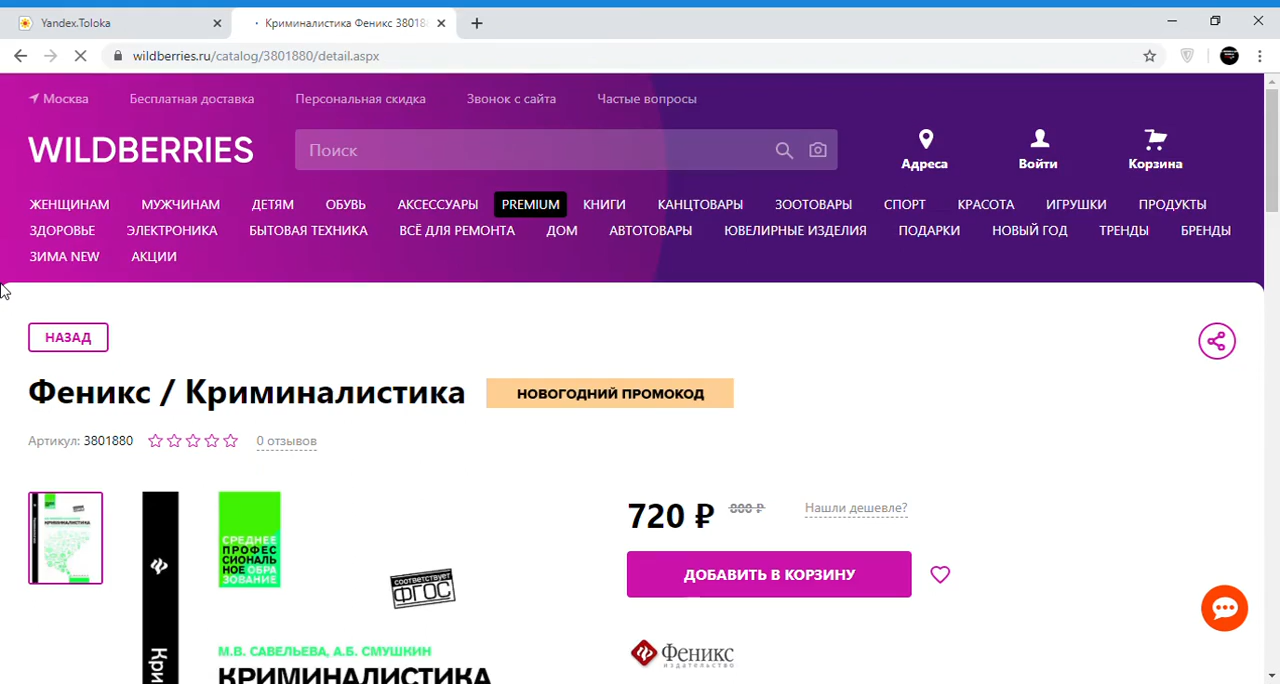 Yandex.Toloka
Криминалистика Феникс 38018
wildberries.ru/catalog/3801880/detail.aspx
Москва Бесплатная доставка Персональная скидка Звонок с сайта Частые вопросы
WILDBERRIES
Поиск
Адреса Войти Корзина
ЖЕНЩИНАМ МУЖЧИНАМ ДЕТЯМ ОБУВЬ АКСЕССУАРЫ PREMIUM КНИГИ КАНЦТОВАРЫ ЗООТОВАРЫ СПОРТ КРАСОТА ИГРУШКИ ПРОДУКТЫ
ЗДОРОВЬЕ ЭЛЕКТРОНИКА БЫТОВАЯ ТЕХНИКА ВСЁ ДЛЯ РЕМОНТА ДОМ АВТОТОВАРЫ ЮВЕЛИРНЫЕ ИЗДЕЛИЯ ПОДАРКИ НОВЫЙ ГОД ТРЕНДЫ БРЕНДЫ
ЗИМА NEW АКЦИИ
НАЗАД
Феникс / Криминалистика НОВОГОДНИЙ ПРОМОКОД
Артикул: 3801880 0 отзывов
720 ₽ 800 ₽ Нашли дешевле?
ДОБАВИТЬ В КОРЗИНУ
Феникс
ИЗДАТЕЛЬСТВО
СРЕДНЕЕ
ПРОФЕС
СИОНАЛЬ
НОЕ ОБРА
ЗОВАНИЕ
соответствует
ФГОС
М.В. САВЕЛЬЕВА, А.Б. СМУШКИН
КРИМИНАЛИСТИКА
Кри
КРИМИНАЛИСТИКА